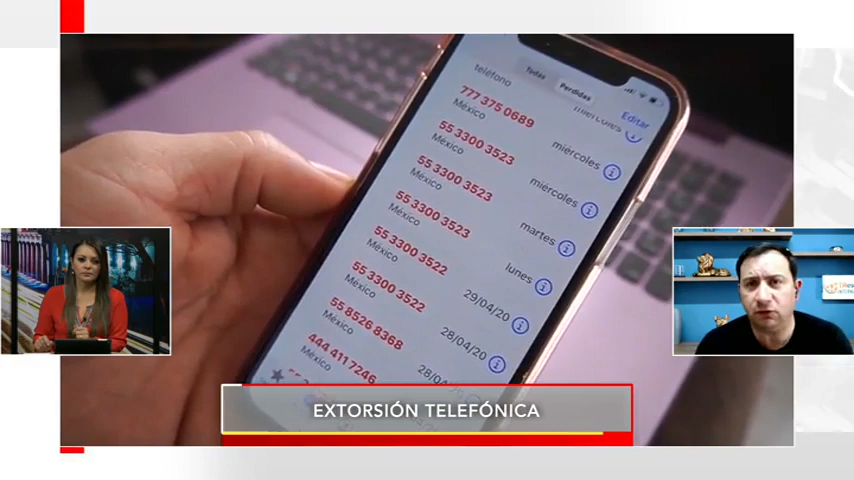 Todas
Perdidas
Editar
teléfono
miércoles
777 375 0689
México
miércoles
55 3300 3523
México
miércoles
55 3300 3523
México
martes
55 3300 3523
México
lunes
55 3300 3522
México
29/04/20
55 3300 3522
México
28/04/20
55 8526 8368
México
28/04/20
444 411 7246
México
EXTORSIÓN TELEFÓNICA